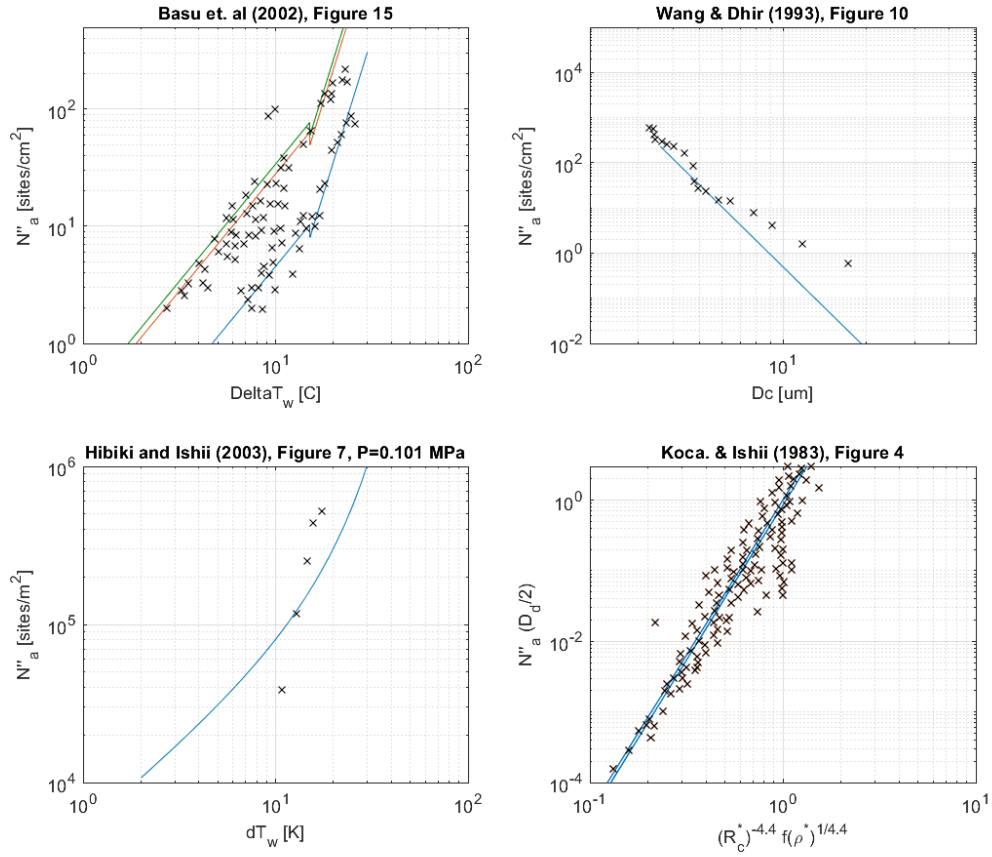 Basu et. al (2002), Figure 15
N''a [sites/cm2]
10^2
10^1
10^0
10^0
10^1
10^2
DeltaT_w [C]
Wang & Dhir (1993), Figure 10
N''a [sites/cm2]
10^4
10^2
10^0
10^-2
10^1
Dc [um]
Hibiki and Ishii (2003), Figure 7, P=0.101 MPa
N''a [sites/m2]
10^6
10^5
10^4
10^0
10^1
10^2
dT_w [K]
Koca. & Ishii (1983), Figure 4
N''a (D_d/2)
10^0
10^-2
10^-4
10^-1
10^0
10^1
(R_c^*)^-4.4 f(ρ^*)^1/4.4